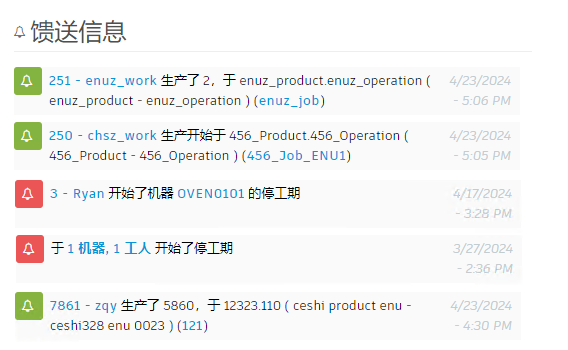 馈送信息
251 - enuz_work 生产了 2，于 enuz_product.enuz_operation (
enuz_product - enuz_operation ) (enuz_job)
4/23/2024
- 5:06 PM
250 - chsz_work 生产开始于 456_Product.456_Operation (
456_Product - 456_Operation ) (456_Job_ENU1)
4/23/2024
- 5:05 PM
3 - Ryan 开始了机器 OVEN0101 的停工期
4/17/2024
- 3:28 PM
于 1 机器, 1 工人 开始了停工期
3/27/2024
- 2:36 PM
7861 - zqy 生产了 5860，于 12323.110 ( ceshi product enu -
ceshi328 enu 0023 ) (121)
4/23/2024
- 4:30 PM